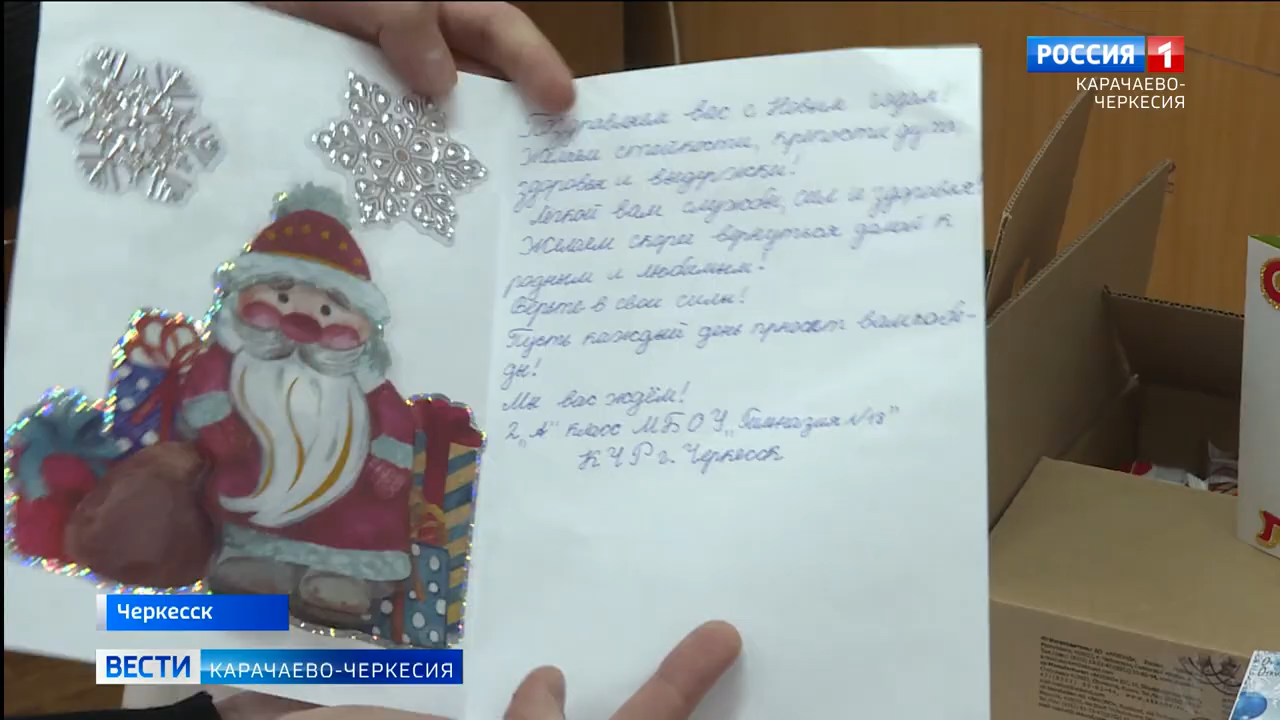 РОССИЯ 1
КАРАЧАЕВО-
ЧЕРКЕСИЯ
Поздравляем вас с Новым годом!
Желаем стойкости, крепости духа
здоровья и выдержки!
Легкой вам службы, сил и здоровья!
Желаем скорее вернуться домой к
родным и любимым!
Верьте в свои силы!
Пусть каждый день принесёт вам побе-
ды!
Мы вас ждём!
2 „А" класс МБОУ „Гимназия №13"
КЧР г. Черкесск
Черкесск
ВЕСТИ КАРАЧАЕВО-ЧЕРКЕСИЯ